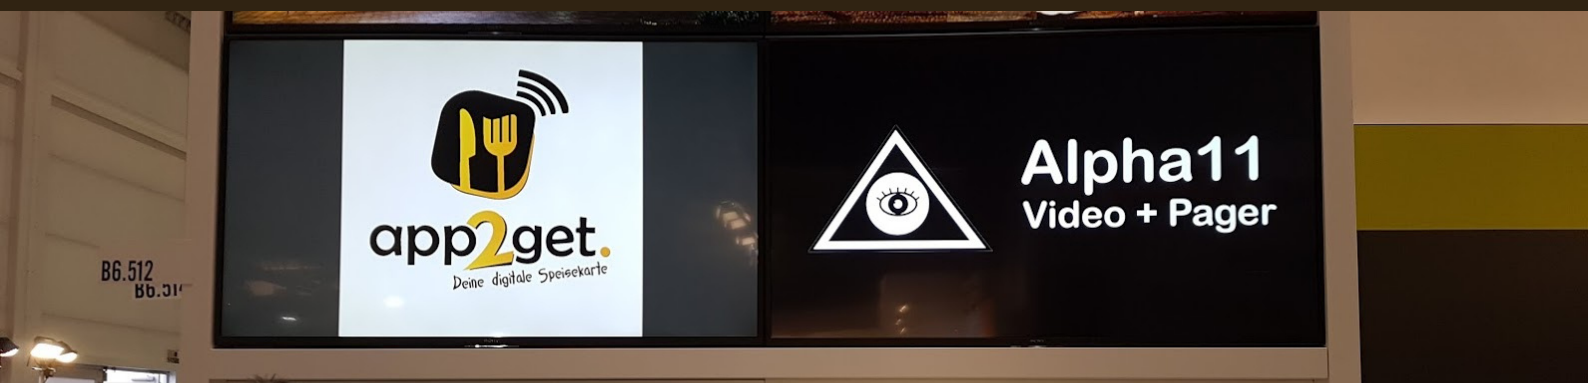 app2get.
Deine digitale Speisekarte
Alpha11
Video + Pager
B6.512